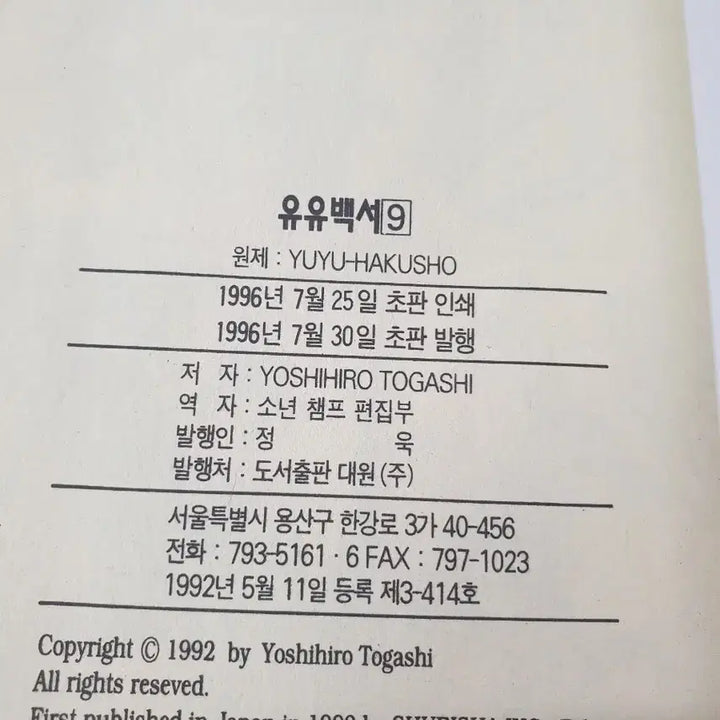 유유백서 9
원제 : YUYU-HAKUSHO
1996년 7월 25일 초판 인쇄
1996년 7월 30일 초판 발행
저 자 : YOSHIHIRO TOGASHI
역 자 : 소년 챔프 편집부
발행인 : 정 욱
발행처 : 도서출판 대원(주)
서울특별시 용산구 한강로 3가 40-456
전화 : 793-5161 · 6 FAX : 797-1023
1992년 5월 11일 등록 제3-414호
Copyright © 1992 by Yoshihiro Togashi
All rights reseved.
First published in Japan in